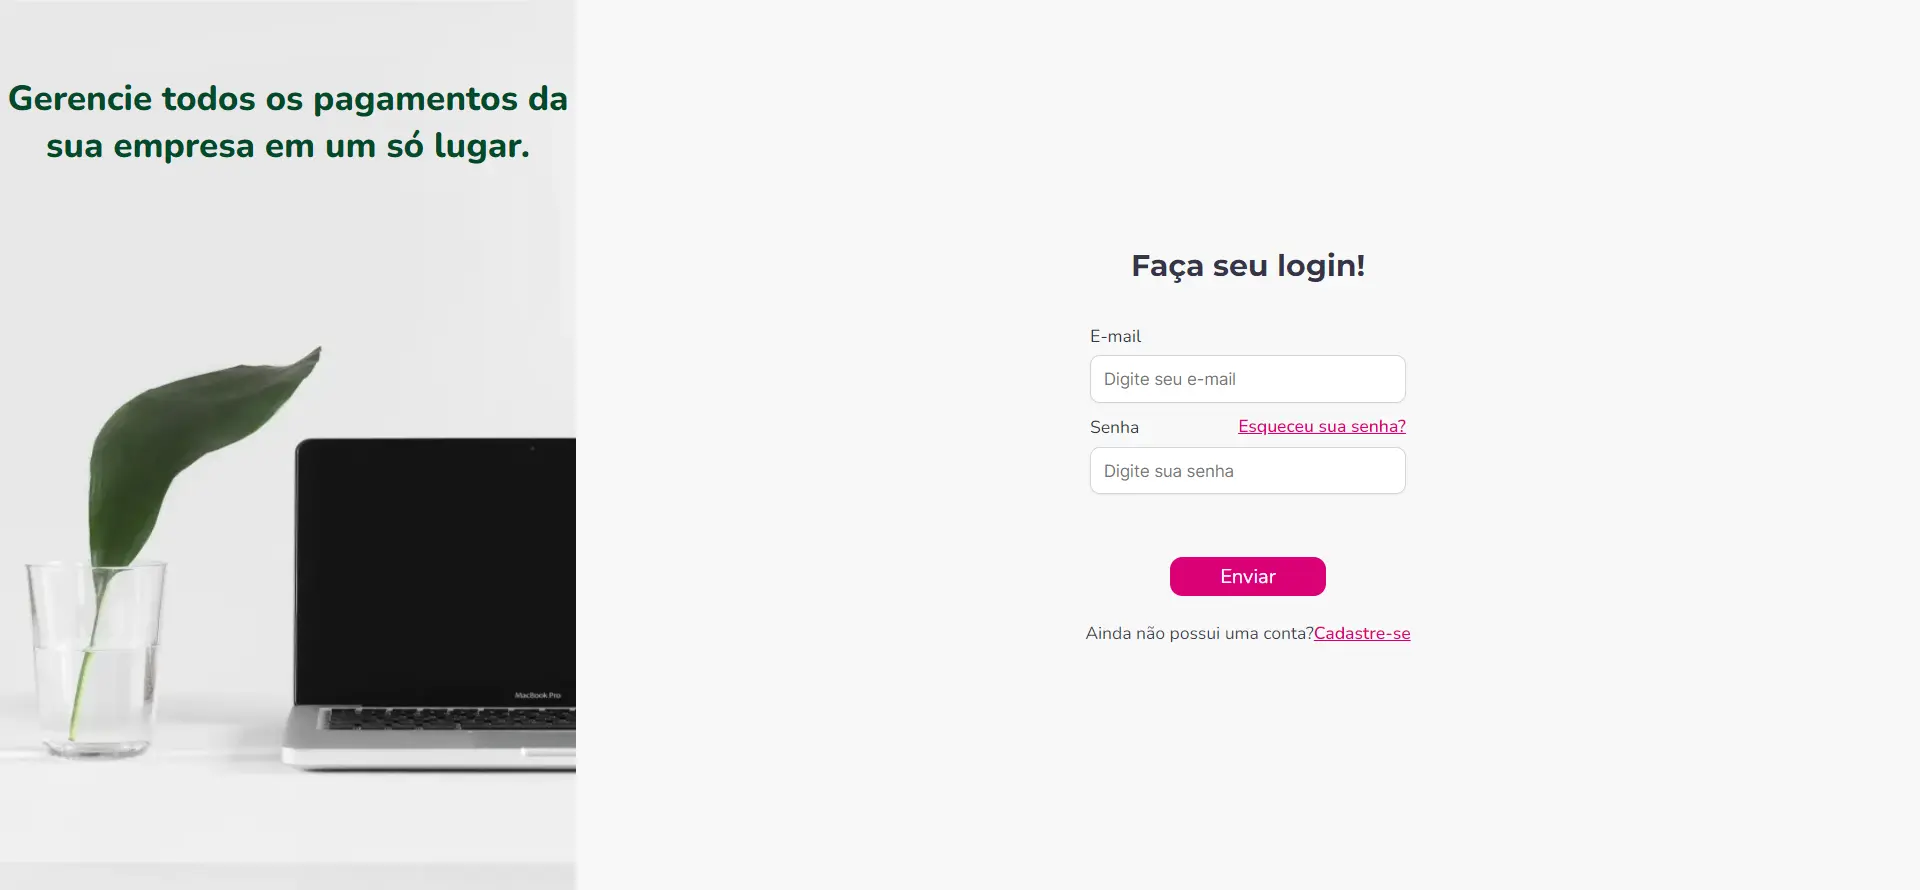 Gerencie todos os pagamentos da
sua empresa em um só lugar.
MacBook Pro
Faça seu login!
E-mail
Digite seu e-mail
Senha Esqueceu sua senha?
Digite sua senha
Enviar
Ainda não possui uma conta?Cadastre-se